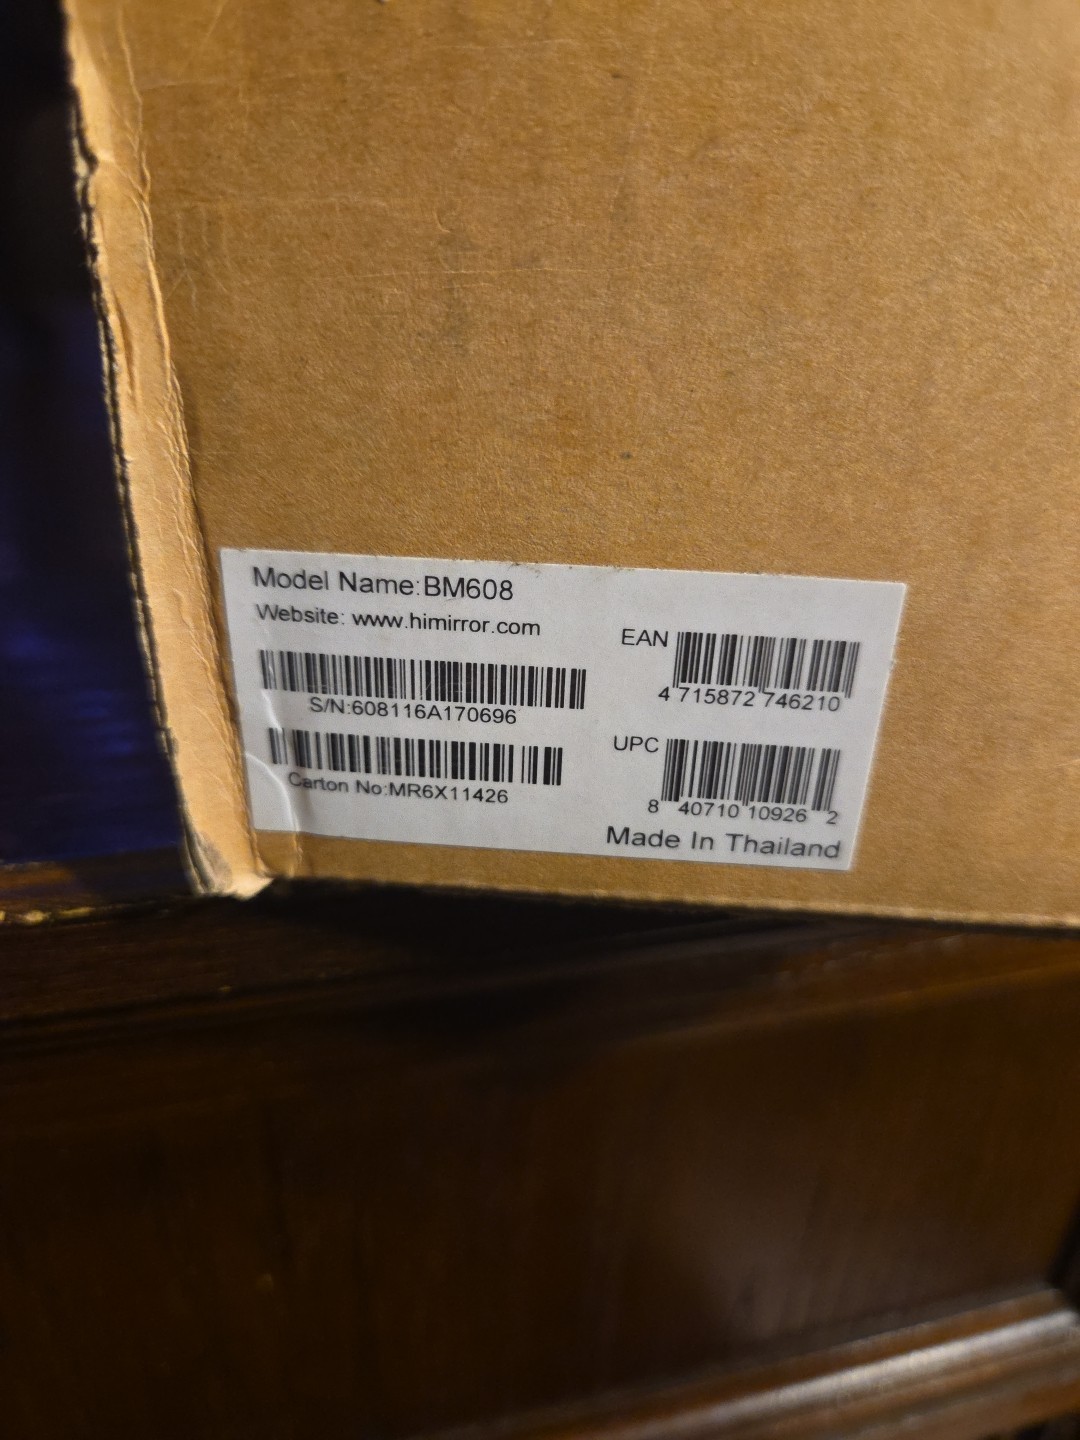 Model Name:BM608
Website: www.himirror.com
S/N:608116A170696
Carton No:MR6X11426
EAN
4 715872 746210
UPC
8 40710 10926 2
Made In Thailand